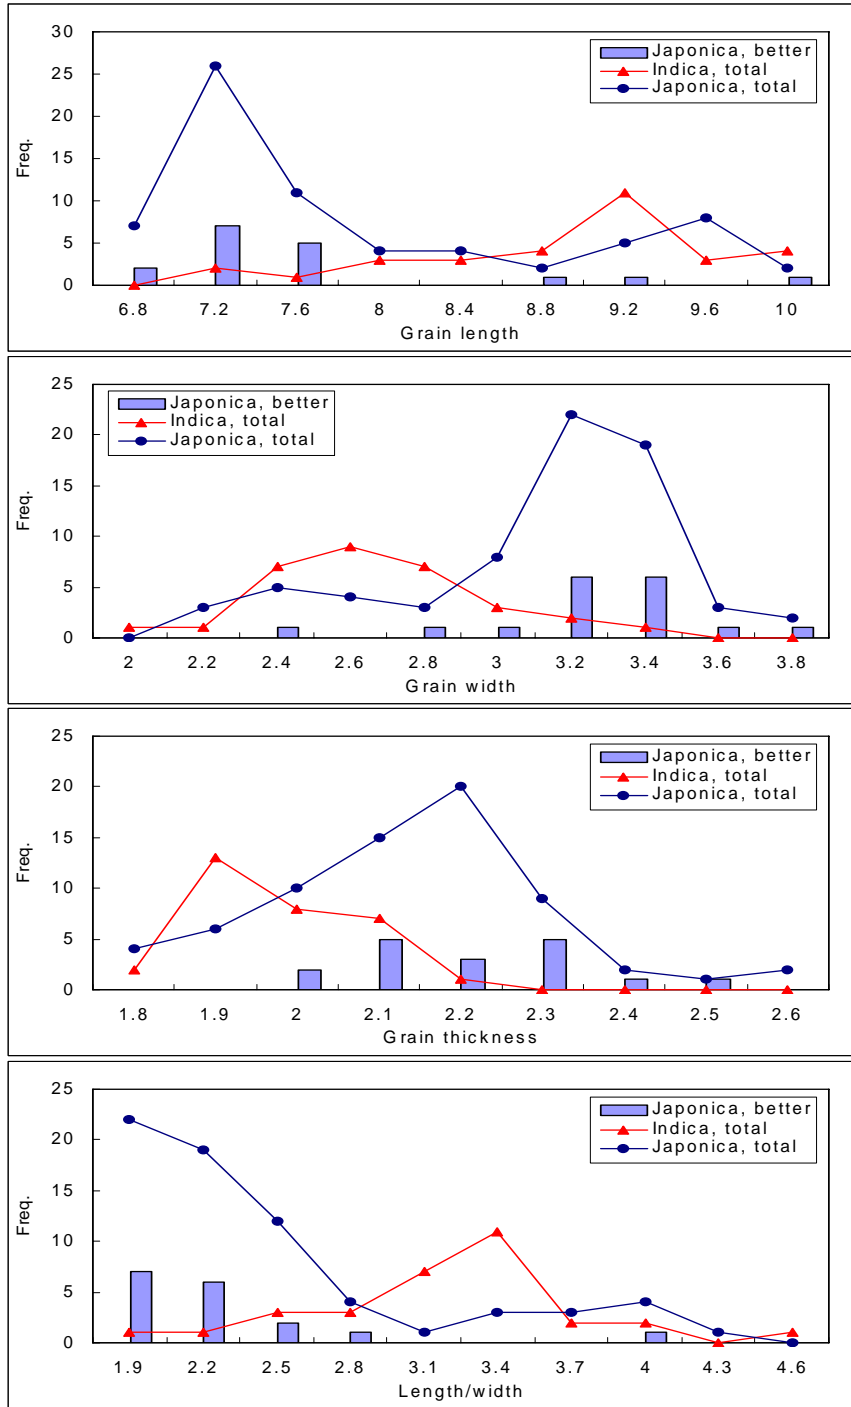 30
Japonica, better
Indica, total
Japonica, total
25
20
15
10
5
0
Freq.
6.8 7.2 7.6 8 8.4 8.8 9.2 9.6 10
Grain length
25
Japonica, better
Indica, total
Japonica, total
20
15
10
5
0
Freq.
2 2.2 2.4 2.6 2.8 3 3.2 3.4 3.6 3.8
Grain width
25
Japonica, better
Indica, total
Japonica, total
20
15
10
5
0
Freq.
1.8 1.9 2 2.1 2.2 2.3 2.4 2.5 2.6
Grain thickness
25
Japonica, better
Indica, total
Japonica, total
20
15
10
5
0
Freq.
1.9 2.2 2.5 2.8 3.1 3.4 3.7 4 4.3 4.6
Length/width